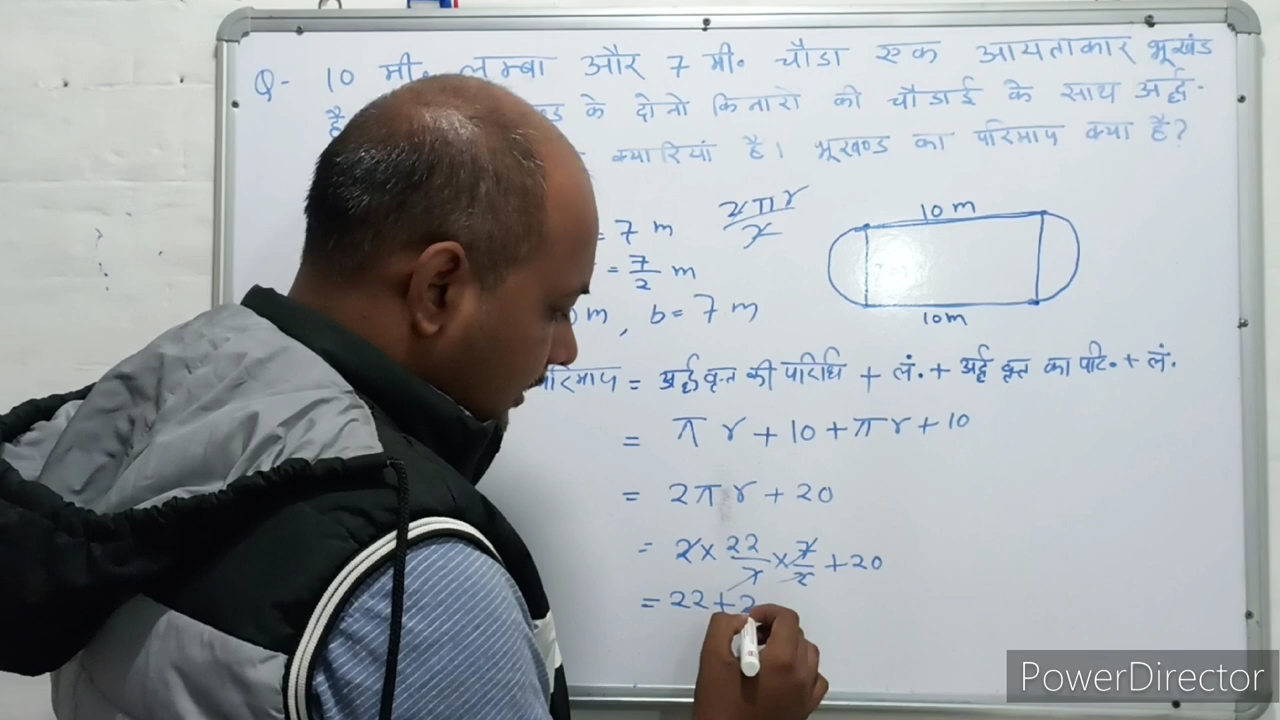 Q- 10 मी. लम्बा और 7 मी. चौडा एक आयताकार भूखंड
है के दोनो किनारो की चौडाई के साथ अर्द्ध-
क्यारियां है। भूखण्ड का परिमाप क्या है?
= 7 m
= 7/2 m
m, b = 7 m
2πr/2
10 m
10 m
परिमाप = अर्द्ध वृत्त की परिधि + लं. + अर्द्ध वृत्त का परि. + लं.
= πr + 10 + πr + 10
= 2πr + 20
= 2 × 22/7 × 7/2 + 20
= 22 + 2
PowerDirector